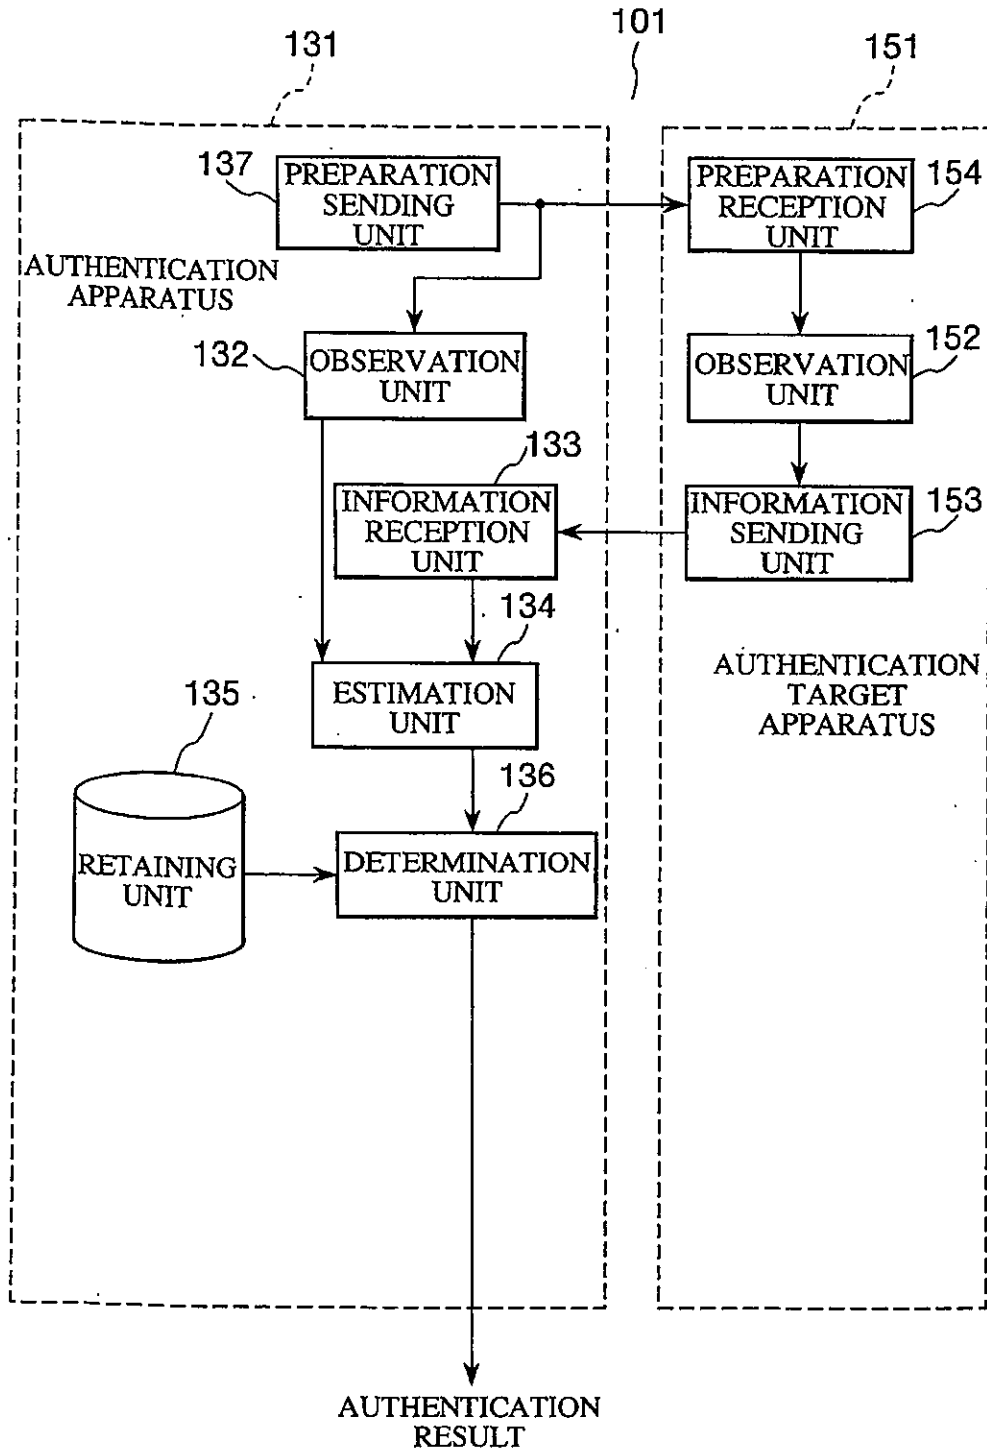 101
131
151
137
PREPARATION
SENDING
UNIT
PREPARATION
RECEPTION
UNIT
154
AUTHENTICATION
APPARATUS
132
OBSERVATION
UNIT
OBSERVATION
UNIT
152
133
INFORMATION
RECEPTION
UNIT
INFORMATION
SENDING
UNIT
153
134
ESTIMATION
UNIT
AUTHENTICATION
TARGET
APPARATUS
135
RETAINING
UNIT
136
DETERMINATION
UNIT
AUTHENTICATION
RESULT